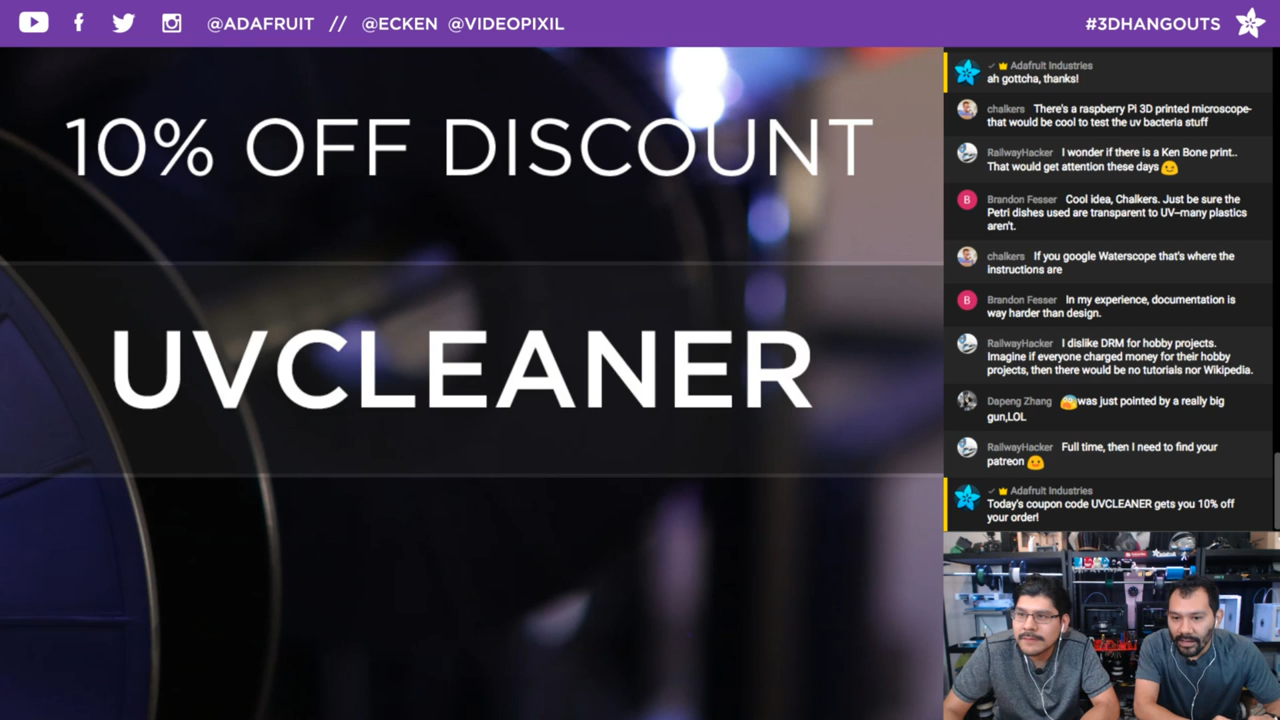 @ADAFRUIT // @ECKEN @VIDEOPIXIL
#3DHANGOUTS
10% OFF DISCOUNT
UVCLEANER
Adafruit Industries
ah gottcha, thanks!
chalkers There's a raspberry Pi 3D printed microscope-
that would be cool to test the uv bacteria stuff
RailwayHacker I wonder if there is a Ken Bone print..
That would get attention these days
B
Brandon Fesser Cool idea, Chalkers. Just be sure the
Petri dishes used are transparent to UV--many plastics
aren't.
chalkers If you google Waterscope that's where the
instructions are
B
Brandon Fesser In my experience, documentation is
way harder than design.
RailwayHacker I dislike DRM for hobby projects.
Imagine if everyone charged money for their hobby
projects, then there would be no tutorials nor Wikipedia.
Dapeng Zhang was just pointed by a really big
gun,LOL
RailwayHacker Full time, then I need to find your
patreon
Adafruit Industries
Today's coupon code UVCLEANER gets you 10% off
your order!